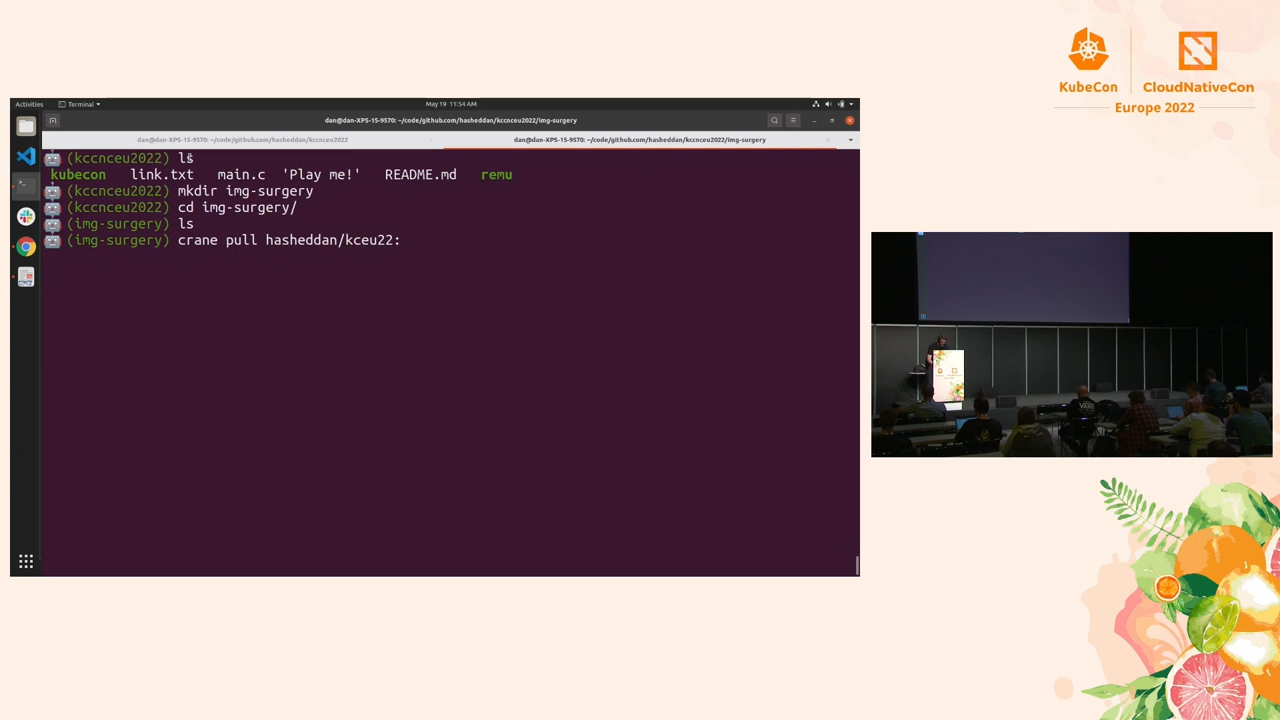 KubeCon
CloudNativeCon
Europe 2022
Activities
Terminal
May 19 11:54 AM
dan@dan-XPS-15-9570: ~/code/github.com/hasheddan/kccnceu2022/img-surgery
dan@dan-XPS-15-9570: ~/code/github.com/hasheddan/kccnceu2022
dan@dan-XPS-15-9570: ~/code/github.com/hasheddan/kccnceu2022/img-surgery
(kccnceu2022) ls
kubecon link.txt main.c 'Play me!' README.md remu
(kccnceu2022) mkdir img-surgery
(kccnceu2022) cd img-surgery/
(img-surgery) ls
(img-surgery) crane pull hasheddan/kceu22: